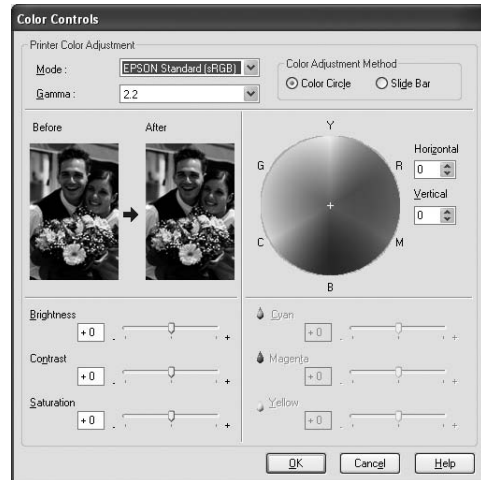 Color Controls
Printer Color Adjustment
Mode : EPSON Standard (sRGB)
Gamma : 2.2
Color Adjustment Method
Color Circle Slide Bar
Before After
Y
G R
C M
B
Horizontal
0
Vertical
0
Brightness
+ 0 - +
Contrast
+ 0 - +
Saturation
+ 0 - +
Cyan
+ 0 - +
Magenta
+ 0 - +
Yellow
+ 0 - +
OK Cancel Help